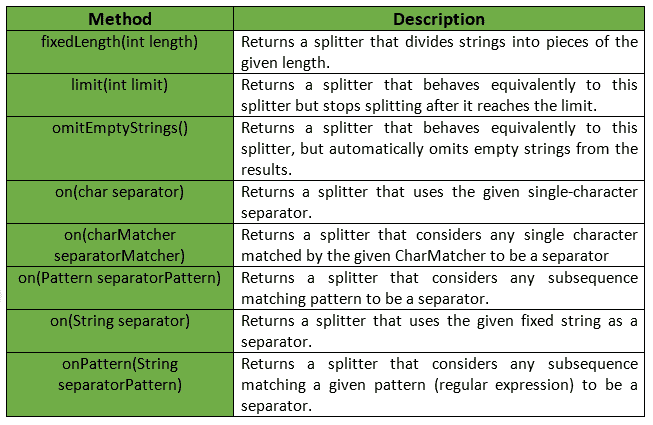 Method Description
fixedLength(int length) Returns a splitter that divides strings into pieces of the
given length.
limit(int limit) Returns a splitter that behaves equivalently to this
splitter but stops splitting after it reaches the limit.
omitEmptyStrings() Returns a splitter that behaves equivalently to this
splitter, but automatically omits empty strings from the
results.
on(char separator) Returns a splitter that uses the given single-character
separator.
on(charMatcher Returns a splitter that considers any single character
separatorMatcher) matched by the given CharMatcher to be a separator
on(Pattern separatorPattern) Returns a splitter that considers any subsequence
matching pattern to be a separator.
on(String separator) Returns a splitter that uses the given fixed string as a
separator.
onPattern(String Returns a splitter that considers any subsequence
separatorPattern) matching a given pattern (regular expression) to be a
separator.